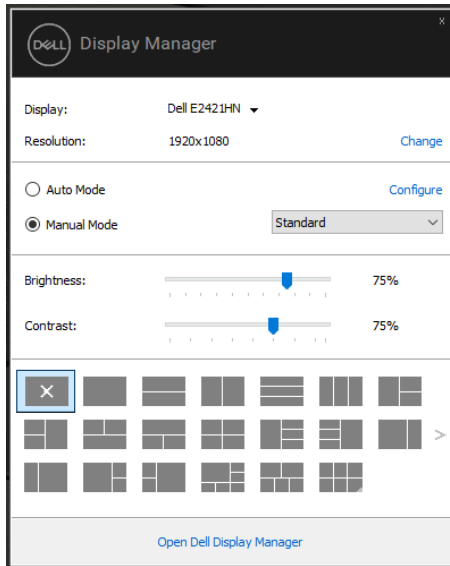 x
DELL Display Manager
Display: Dell E2421HN
Resolution: 1920x1080 Change
Auto Mode Configure
Manual Mode Standard
Brightness: 75%
Contrast: 75%
Open Dell Display Manager